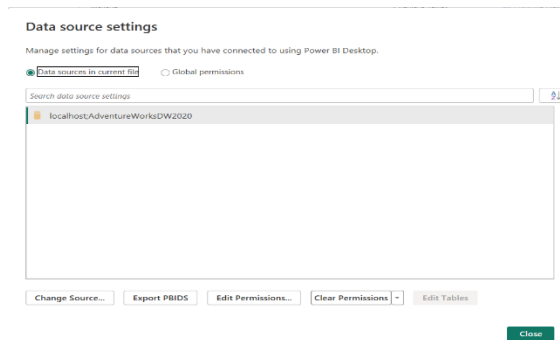 Data source settings
Manage settings for data sources that you have connected to using Power BI Desktop.
Data sources in current file Global permissions
Search data source settings
localhost;AdventureWorksDW2020
Change Source... Export PBIDS Edit Permissions... Clear Permissions Edit Tables
Close